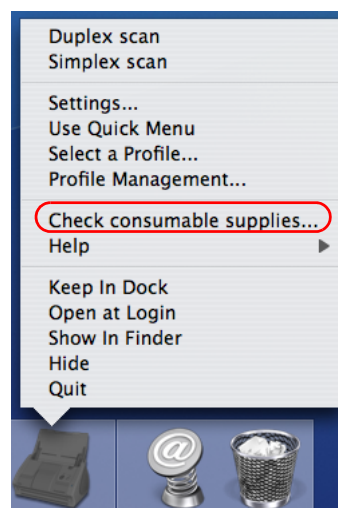 Duplex scan
Simplex scan
Settings...
Use Quick Menu
Select a Profile...
Profile Management...
Check consumable supplies...
Help
Keep In Dock
Open at Login
Show In Finder
Hide
Quit
@